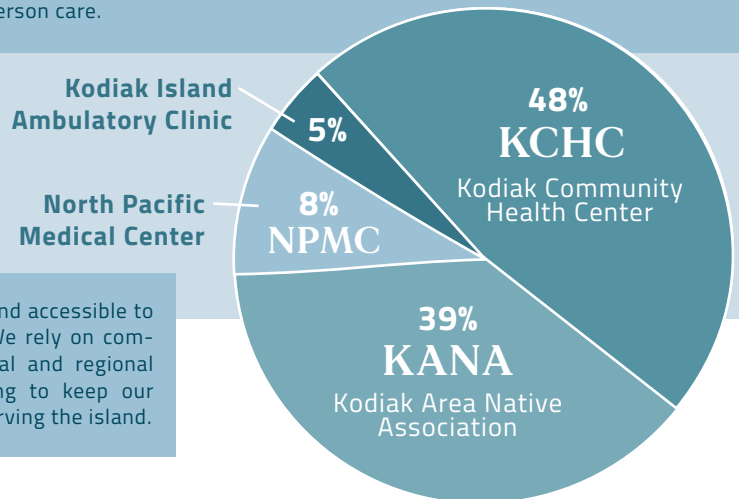 erson care.
Kodiak Island
Ambulatory Clinic
5%
48%
KCHC
Kodiak Community
Health Center
North Pacific
Medical Center
8%
NPMC
39%
KANA
Kodiak Area Native
Association
nd accessible to
We rely on com-
al and regional
ng to keep our
rving the island.